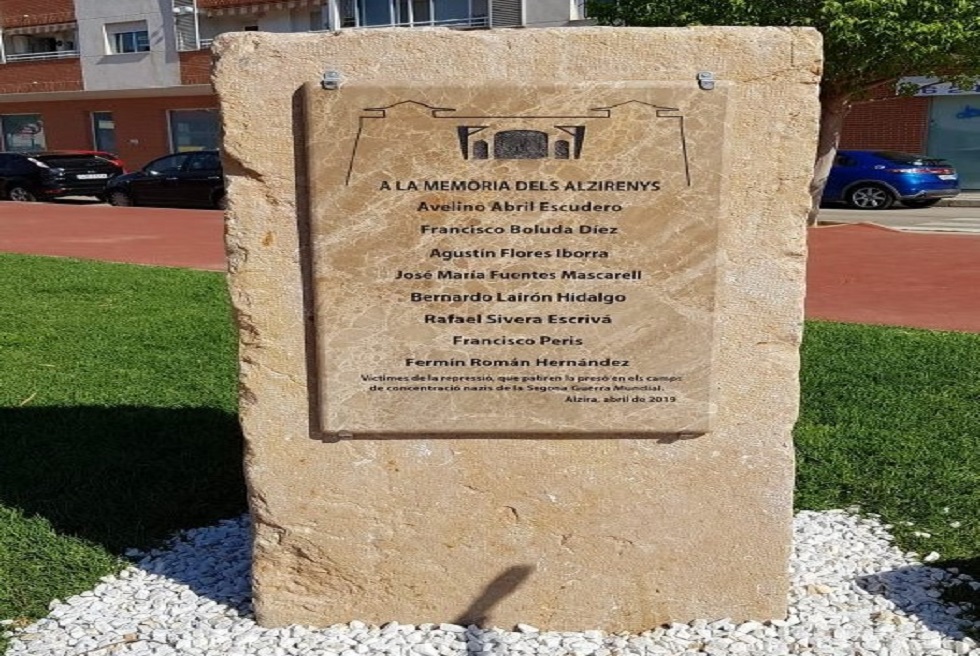 A LA MEMÒRIA DELS ALZIRENYS
Avelino Abril Escudero
Francisco Boluda Díez
Agustín Flores Iborra
José María Fuentes Mascarell
Bernardo Lairón Hidalgo
Rafael Sivera Escrivá
Francisco Peris
Fermín Román Hernández
Víctimes de la repressió, que patiren la presó en els camps
de concentració nazis de la Segona Guerra Mundial.
Alzira, abril de 2019